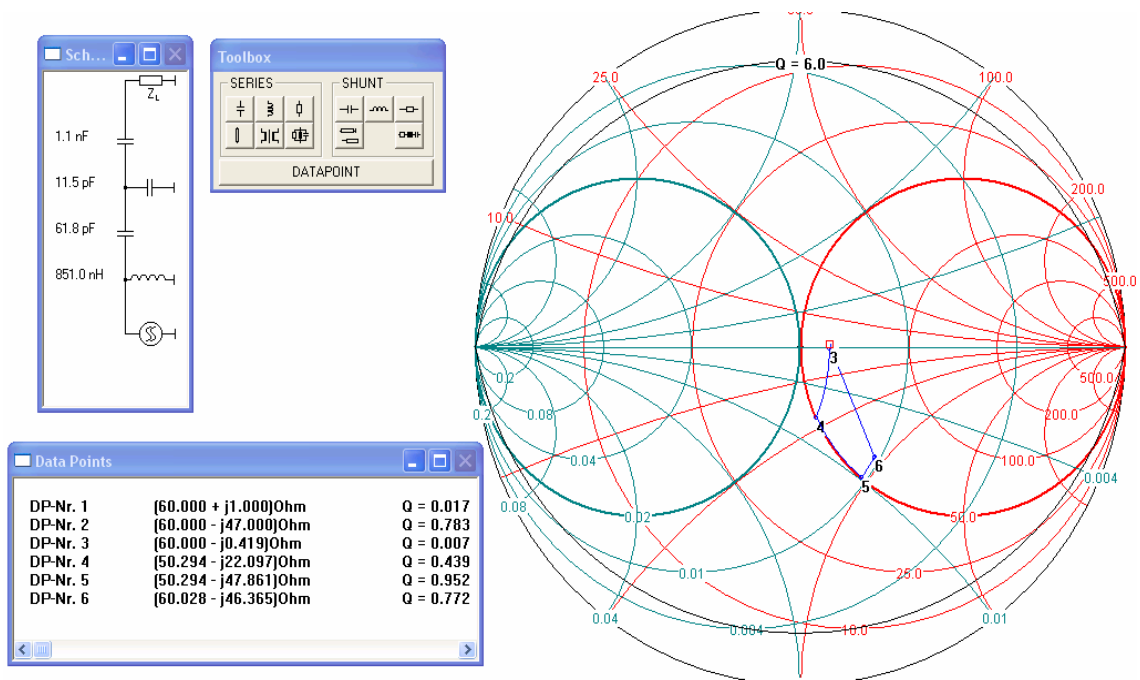 Sch...
ZL
1.1 nF
11.5 pF
61.8 pF
851.0 nH
Toolbox
SERIES
SHUNT
DATAPOINT
Data Points
DP-Nr. 1 (60.000 + j1.000)Ohm Q = 0.017
DP-Nr. 2 (60.000 - j47.000)Ohm Q = 0.783
DP-Nr. 3 (60.000 - j0.419)Ohm Q = 0.007
DP-Nr. 4 (50.294 - j22.097)Ohm Q = 0.439
DP-Nr. 5 (50.294 - j47.861)Ohm Q = 0.952
DP-Nr. 6 (60.028 - j46.365)Ohm Q = 0.772
Q = 6.0
25.0
100.0
10.0
200.0
500.0
3
0.2
500.0
0.2
0.08
200.0
4
0.04
6
100.0
0.004
5
0.08
0.02
50.0
0.01
25.0
0.04
0.004
10.0
0.01